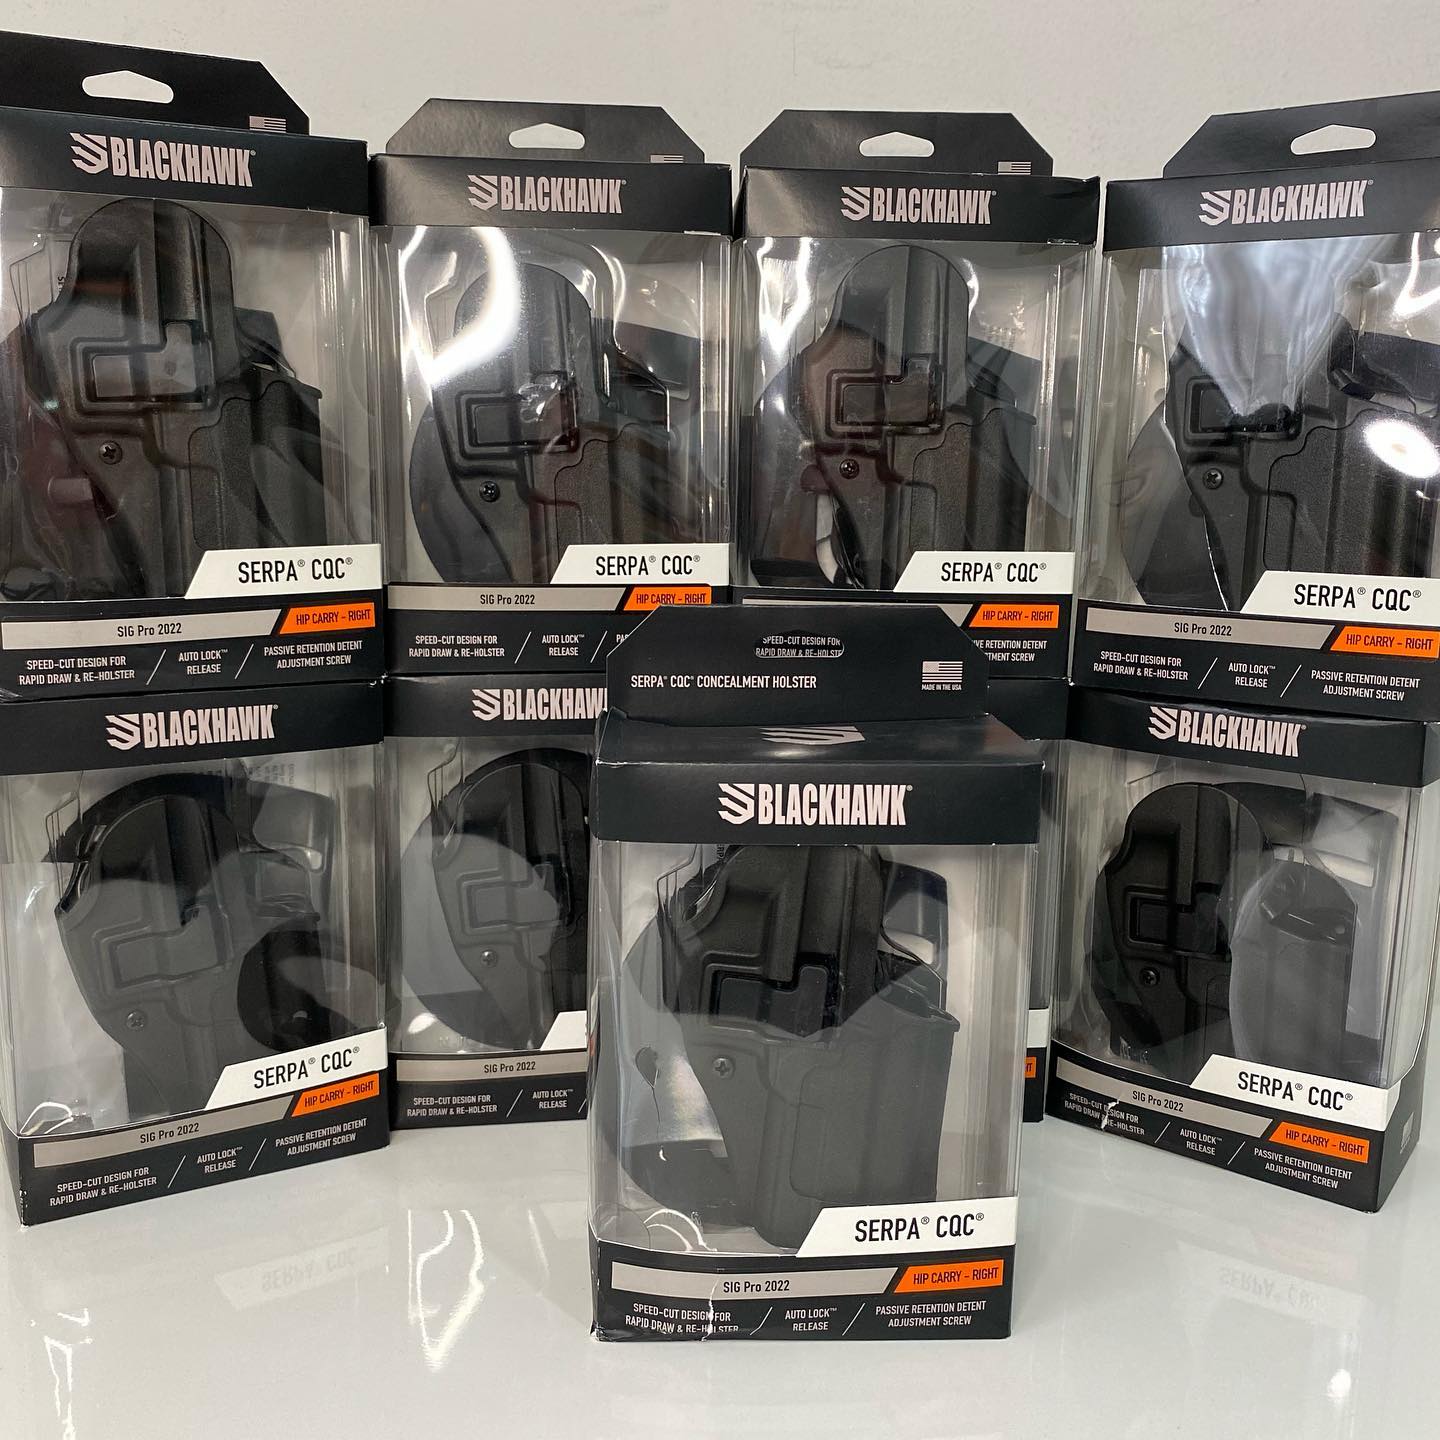 BLACKHAWK®
SERPA® CQC®
SIG Pro 2022
HIP CARRY - RIGHT
SPEED-CUT DESIGN FOR
RAPID DRAW & RE-HOLSTER
AUTO LOCK™
RELEASE
PASSIVE RETENTION DETENT
ADJUSTMENT SCREW
BLACKHAWK®
SERPA® CQC®
SIG Pro 2022
HIP CARRY - RIGHT
SPEED-CUT DESIGN FOR
RAPID DRAW & RE-HOLSTER
AUTO LOCK™
RELEASE
BLACKHAWK®
SERPA® CQC®
HIP CARRY - RIGHT
RETENTION DETENT
ADJUSTMENT SCREW
BLACKHAWK®
SERPA® CQC®
SIG Pro 2022
HIP CARRY - RIGHT
SPEED-CUT DESIGN FOR
RAPID DRAW & RE-HOLSTER
AUTO LOCK™
RELEASE
PASSIVE RETENTION DETENT
ADJUSTMENT SCREW
BLACKHAWK®
SERPA® CQC®
SIG Pro 2022
HIP CARRY - RIGHT
SPEED-CUT DESIGN FOR
RAPID DRAW & RE-HOLSTER
AUTO LOCK™
RELEASE
PASSIVE RETENTION DETENT
ADJUSTMENT SCREW
BLACKHAW
SIG Pro 2022
SPEED-CUT DESIGN FOR
RAPID DRAW & RE-HOLSTER
AUTO LOCK™
RELEASE
SPEED-CUT DESIGN FOR
RAPID DRAW & RE-HOLSTE
SERPA® CQC® CONCEALMENT HOLSTER
MADE IN THE USA
BLACKHAWK®
SERPA® CQC®
SIG Pro 2022
HIP CARRY - RIGHT
SPEED-CUT DESIGN FOR
RAPID DRAW & RE-HOLSTER
AUTO LOCK™
RELEASE
PASSIVE RETENTION DETENT
ADJUSTMENT SCREW
BLACKHAWK®
SERPA® CQC®
SIG Pro 2022
HIP CARRY - RIGHT
SPEED-CUT DESIGN FOR
RAPID DRAW & RE-HOLSTER
AUTO LOCK™
RELEASE
PASSIVE RETENTION DETENT
ADJUSTMENT SCREW